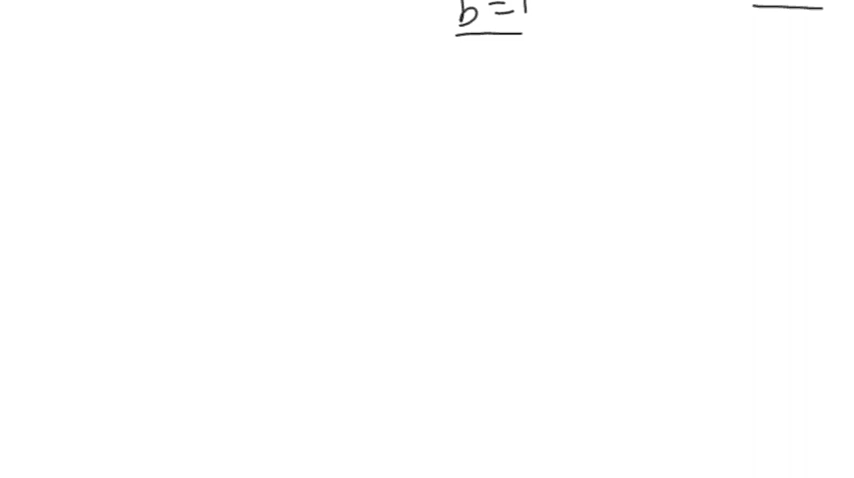 b = 1